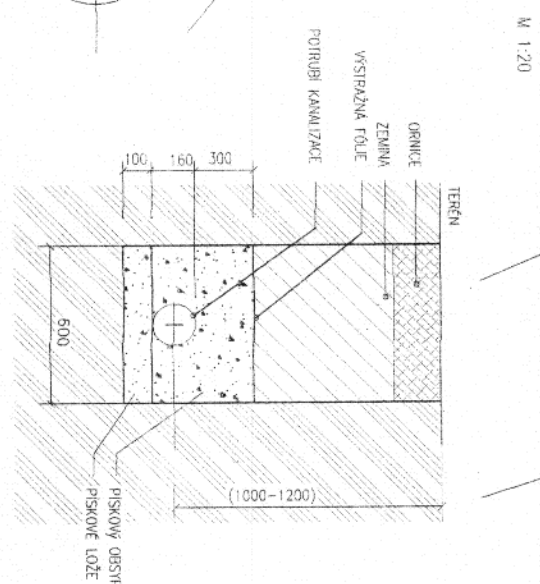 M 1:20
TERÉN
ORNICE
ZEMINA
VÝSTRAŽNÁ FÓLIE
POTRUBÍ KANALIZACE
100
160
300
600
(1000-1200)
PÍSKOVÝ OBSYP
PÍSKOVÉ LOŽE